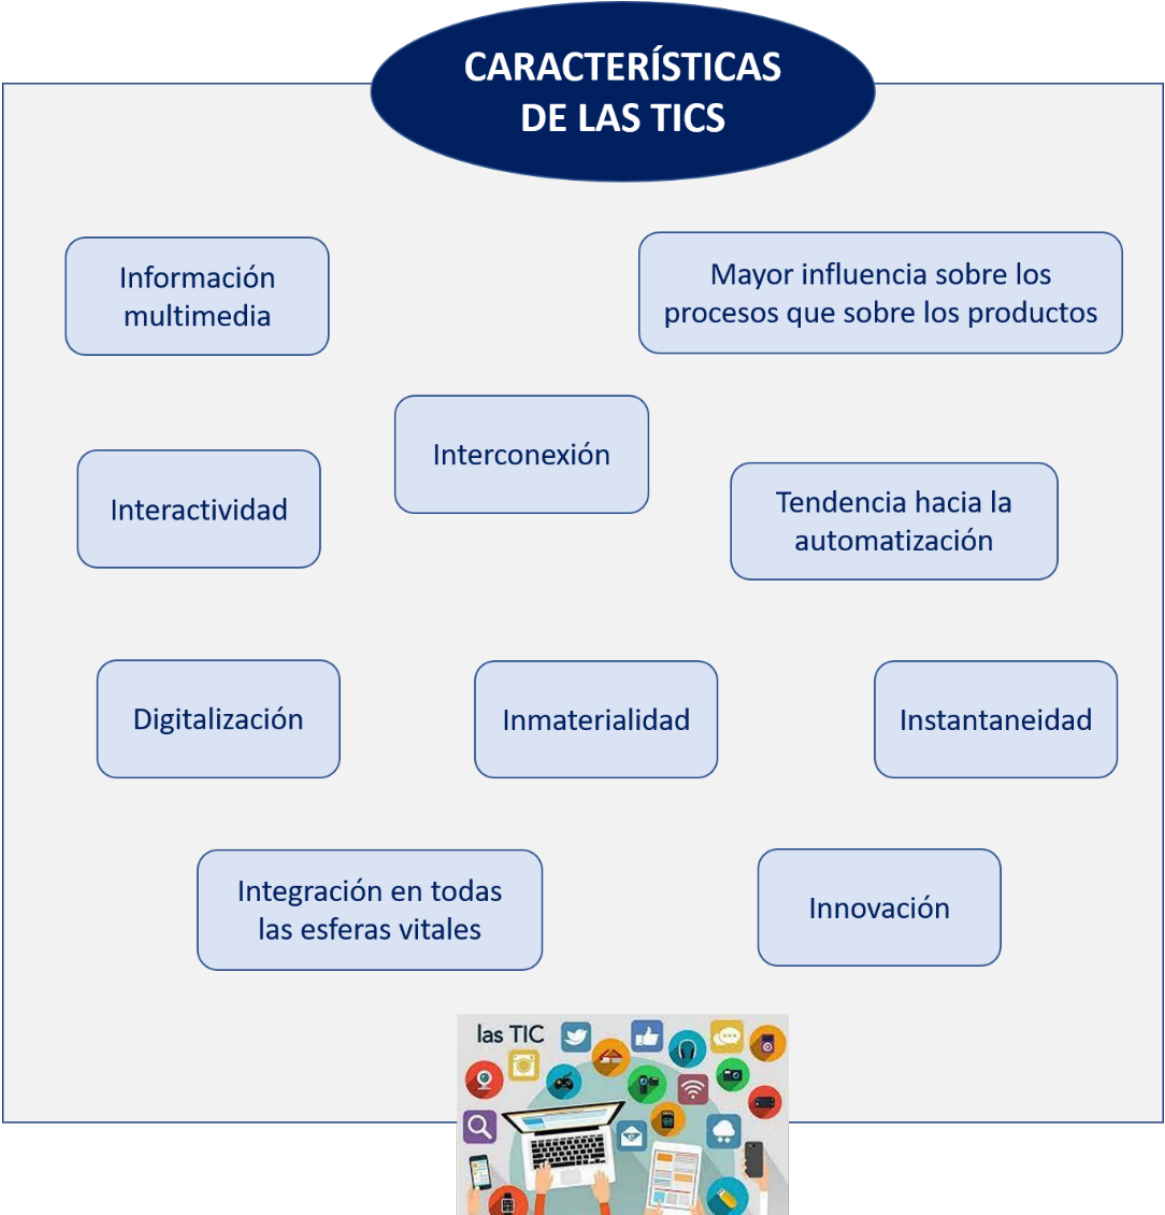 CARACTERÍSTICAS
DE LAS TICS
Información
multimedia
Mayor influencia sobre los
procesos que sobre los productos
Interconexión
Interactividad
Tendencia hacia la
automatización
Digitalización
Inmaterialidad
Instantaneidad
Integración en todas
las esferas vitales
Innovación
las TIC